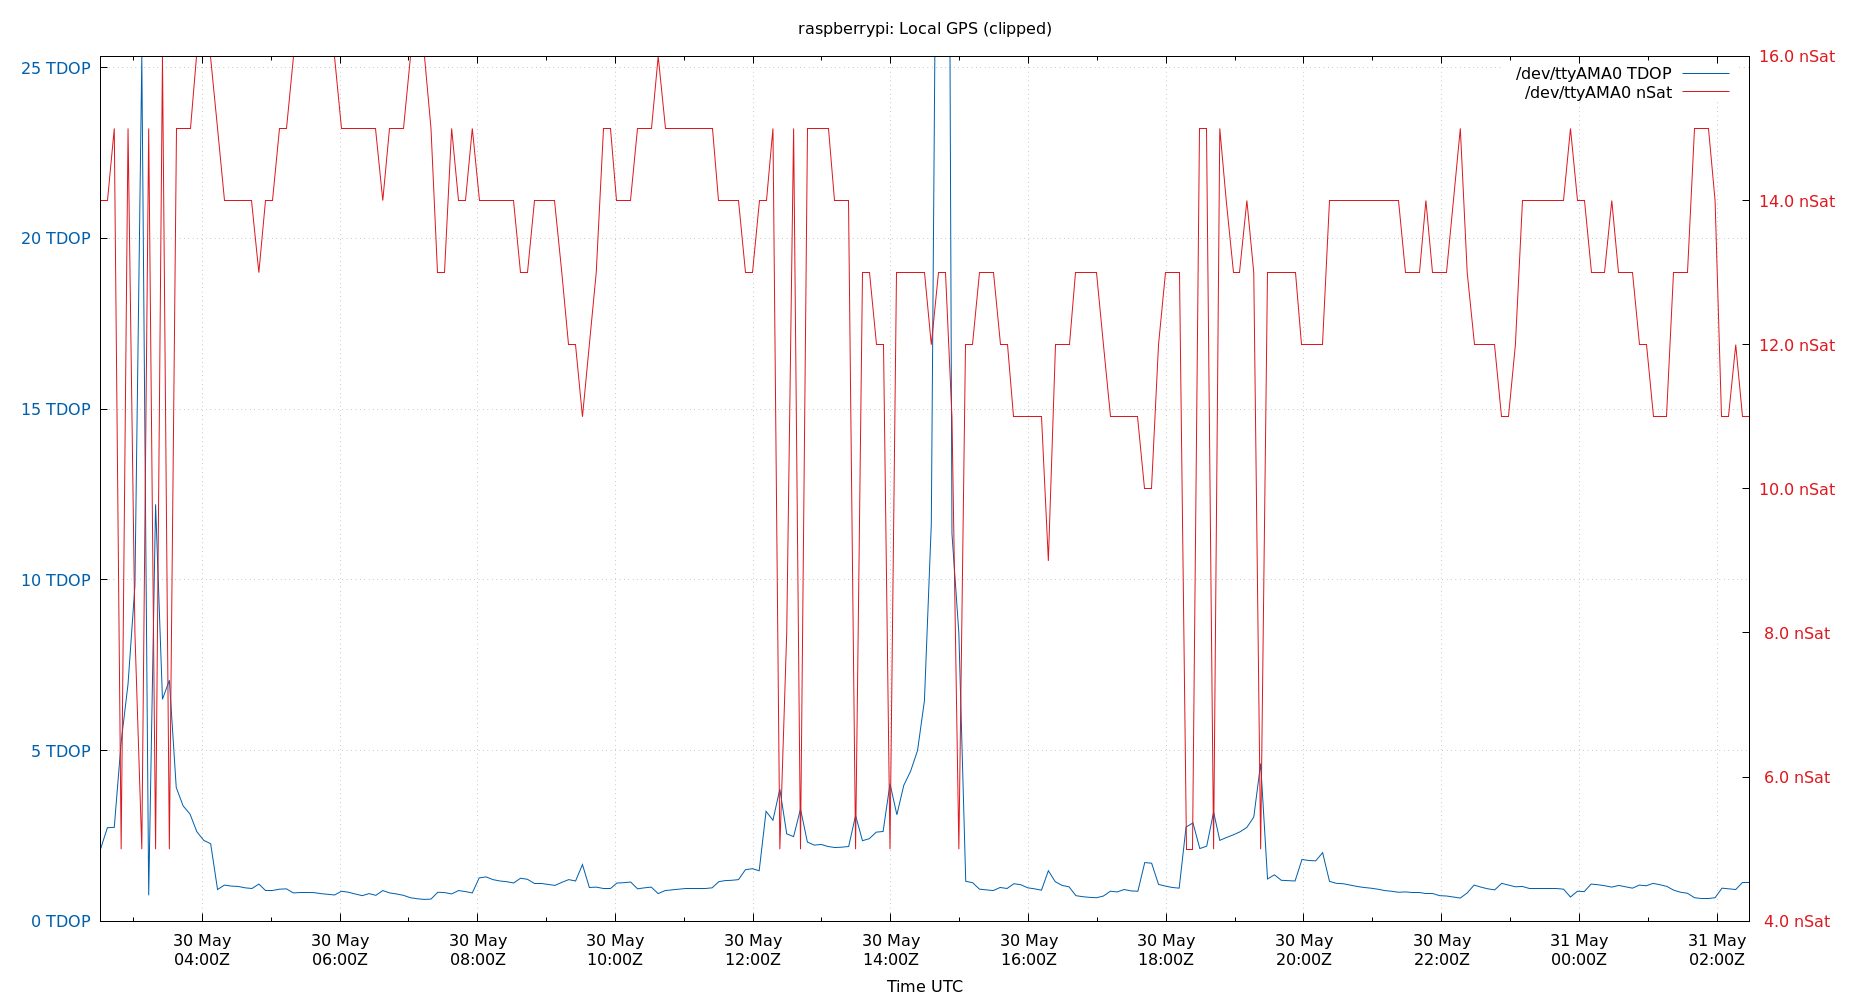 raspberrypi: Local GPS (clipped)
25 TDOP
20 TDOP
15 TDOP
10 TDOP
5 TDOP
0 TDOP
16.0 nSat
14.0 nSat
12.0 nSat
10.0 nSat
8.0 nSat
6.0 nSat
4.0 nSat
/dev/ttyAMA0 TDOP
/dev/ttyAMA0 nSat
30 May 30 May 30 May 30 May 30 May 30 May 30 May 30 May 30 May 30 May 31 May 31 May
04:00Z 06:00Z 08:00Z 10:00Z 12:00Z 14:00Z 16:00Z 18:00Z 20:00Z 22:00Z 00:00Z 02:00Z
Time UTC